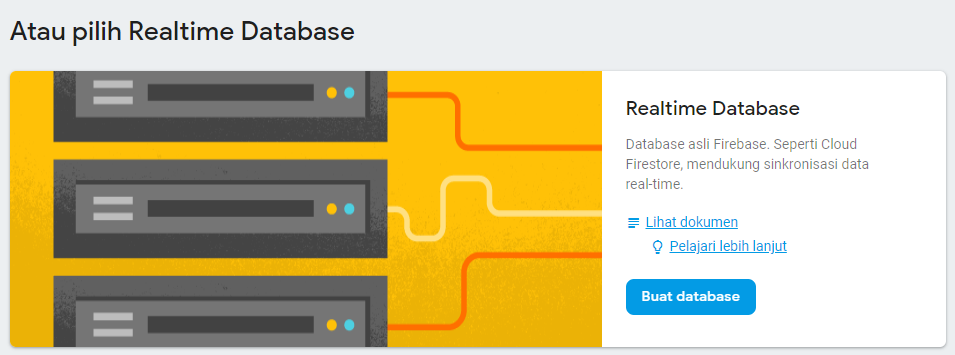 Atau pilih Realtime Database
Realtime Database
Database asli Firebase. Seperti Cloud
Firestore, mendukung sinkronisasi data
real-time.
Lihat dokumen
Pelajari lebih lanjut
Buat database